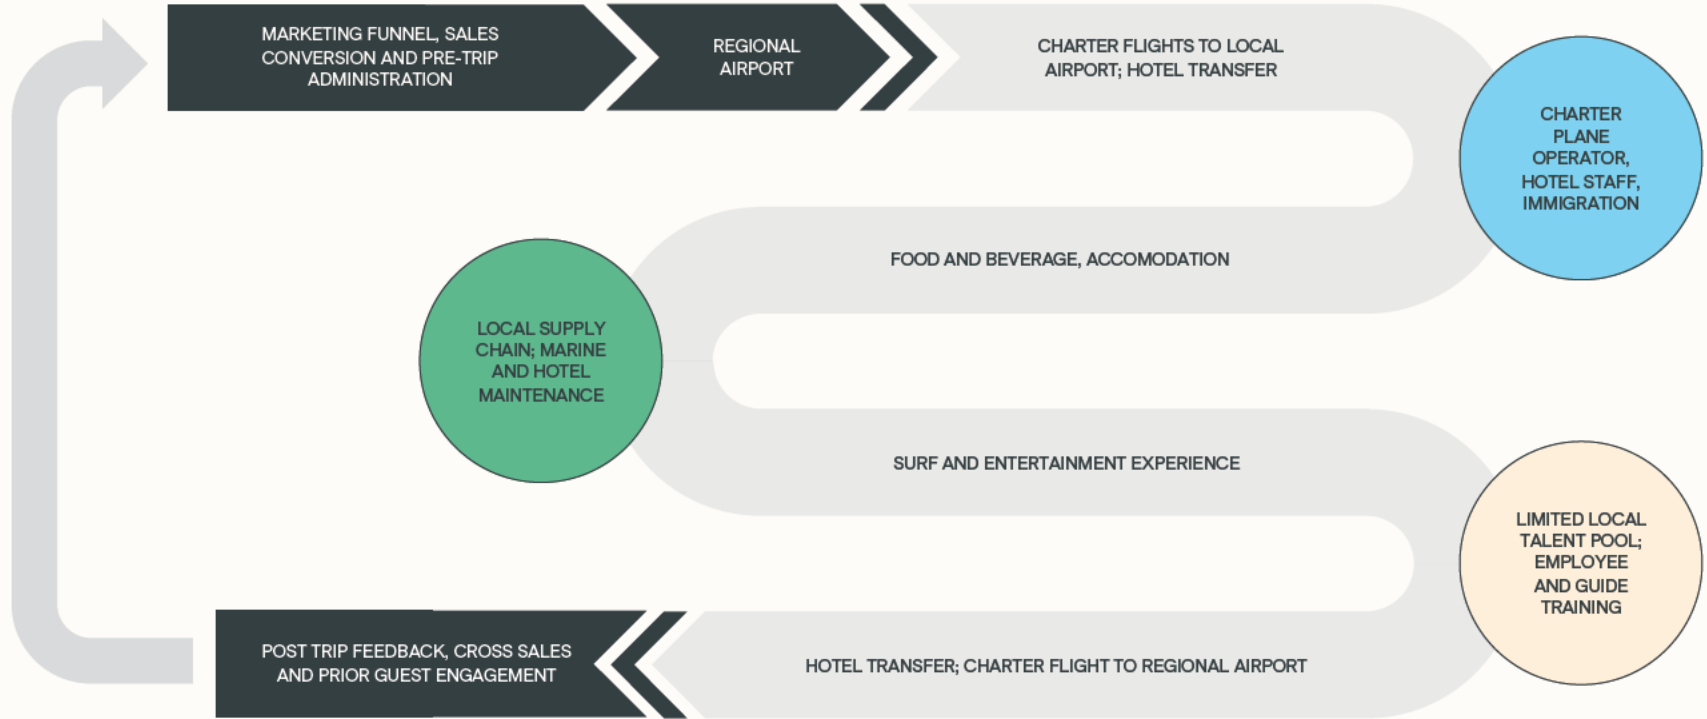 MARKETING FUNNEL, SALES
CONVERSION AND PRE-TRIP
ADMINISTRATION
REGIONAL
AIRPORT
CHARTER FLIGHTS TO LOCAL
AIRPORT; HOTEL TRANSFER
CHARTER
PLANE
OPERATOR,
HOTEL STAFF,
IMMIGRATION
FOOD AND BEVERAGE, ACCOMODATION
LOCAL SUPPLY
CHAIN; MARINE
AND HOTEL
MAINTENANCE
SURF AND ENTERTAINMENT EXPERIENCE
LIMITED LOCAL
TALENT POOL;
EMPLOYEE
AND GUIDE
TRAINING
HOTEL TRANSFER; CHARTER FLIGHT TO REGIONAL AIRPORT
POST TRIP FEEDBACK, CROSS SALES
AND PRIOR GUEST ENGAGEMENT